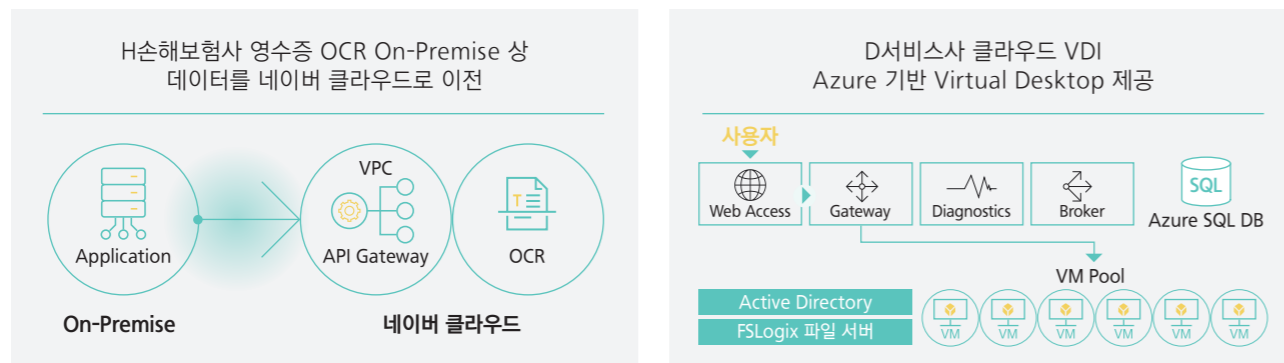 H손해보험사 영수증 OCR On-Premise 상
데이터를 네이버 클라우드로 이전
Application
VPC
API Gateway
T
OCR
On-Premise
네이버 클라우드
D서비스사 클라우드 VDI
Azure 기반 Virtual Desktop 제공
사용자
Web Access
Gateway
Diagnostics
Broker
SQL
Azure SQL DB
VM Pool
Active Directory
FSLogix 파일 서버
VM
VM
VM
VM
VM
VM